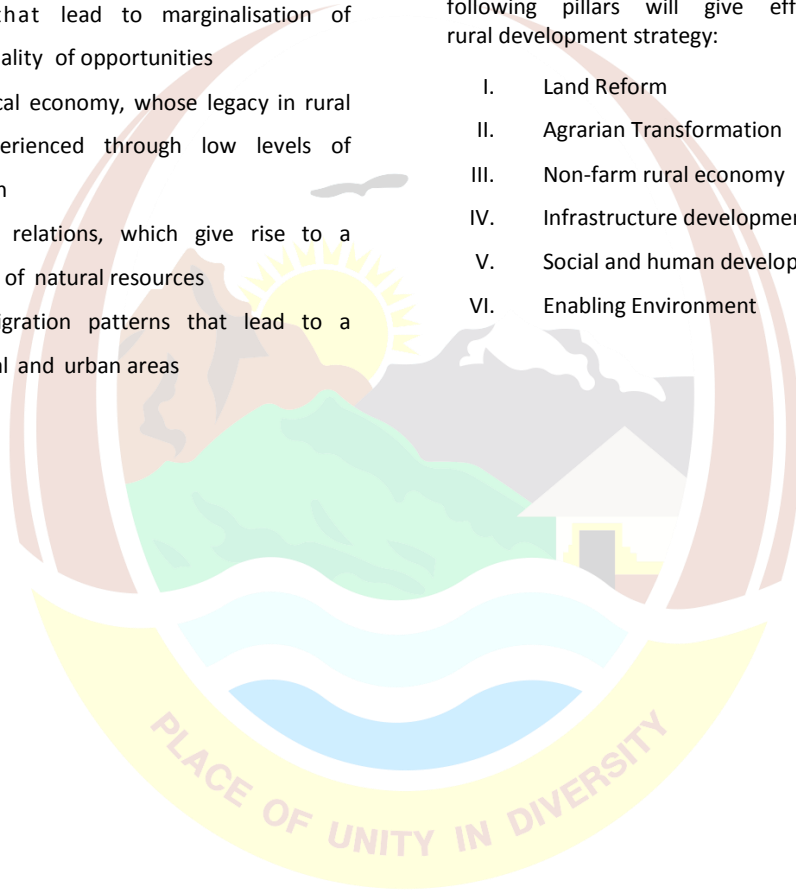 that lead to marginalisation of
ality of opportunities
cal economy, whose legacy in rural
erienced through low levels of
relations, which give rise to a
of natural resources
igration patterns that lead to a
al and urban areas
following pillars will give eff
rural development strategy:
I. Land Reform
II. Agrarian Transformation
III. Non-farm rural economy
IV. Infrastructure developmen
V. Social and human develop
VI. Enabling Environment
PLACE OF UNITY IN DIVERSITY